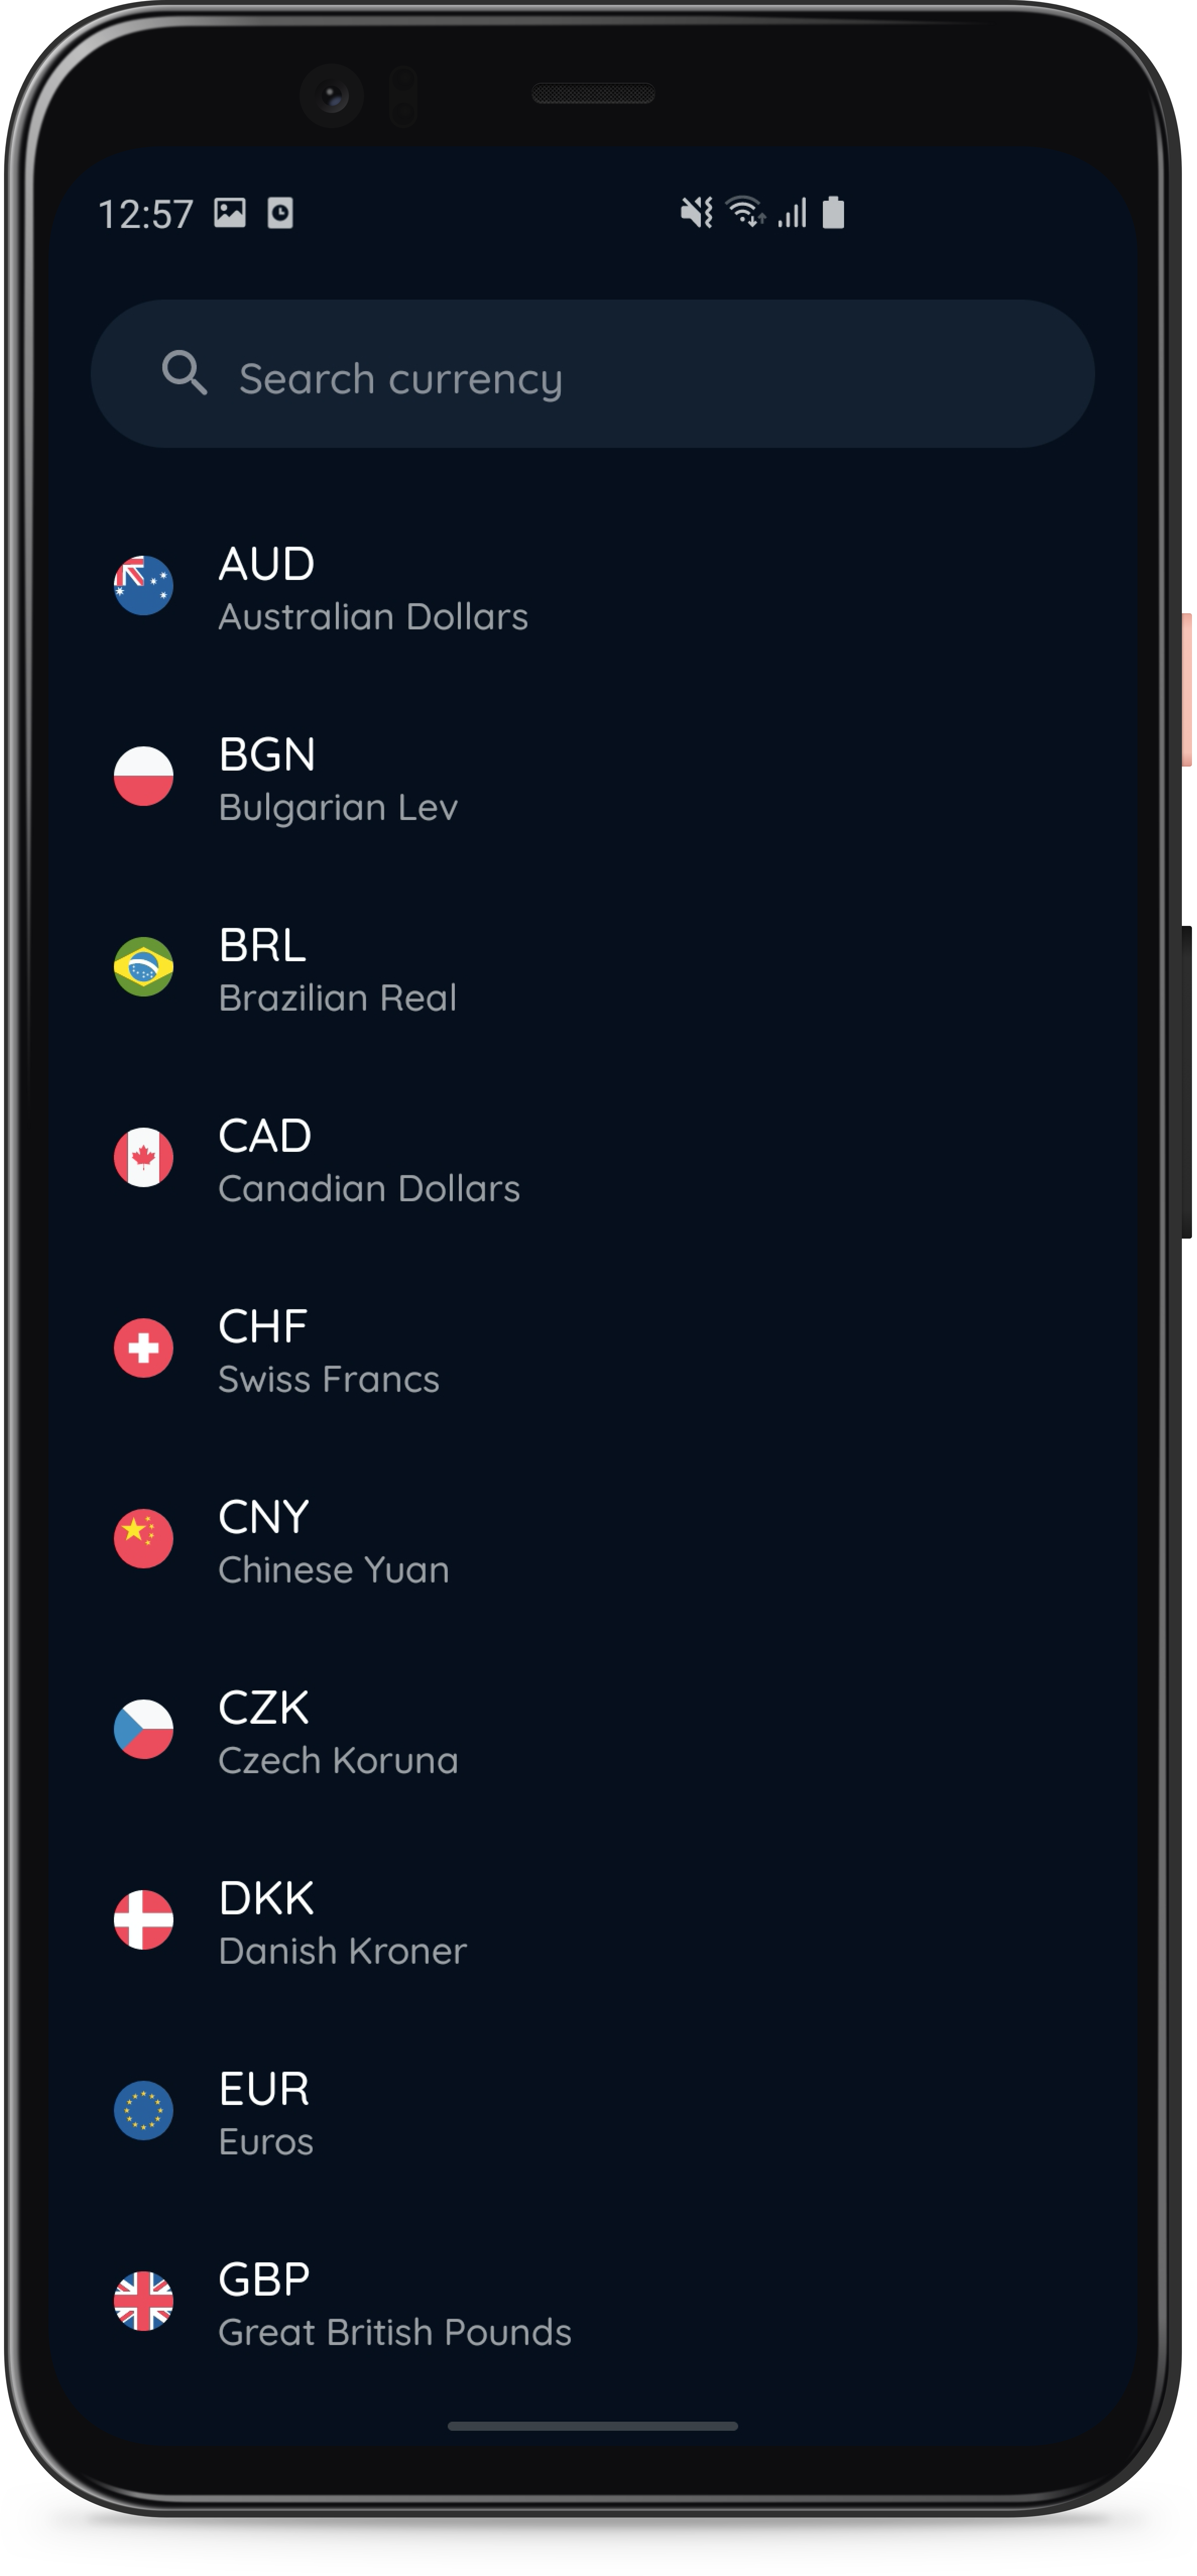 12:57
Search currency
AUD
Australian Dollars
BGN
Bulgarian Lev
BRL
Brazilian Real
CAD
Canadian Dollars
CHF
Swiss Francs
CNY
Chinese Yuan
CZK
Czech Koruna
DKK
Danish Kroner
EUR
Euros
GBP
Great British Pounds